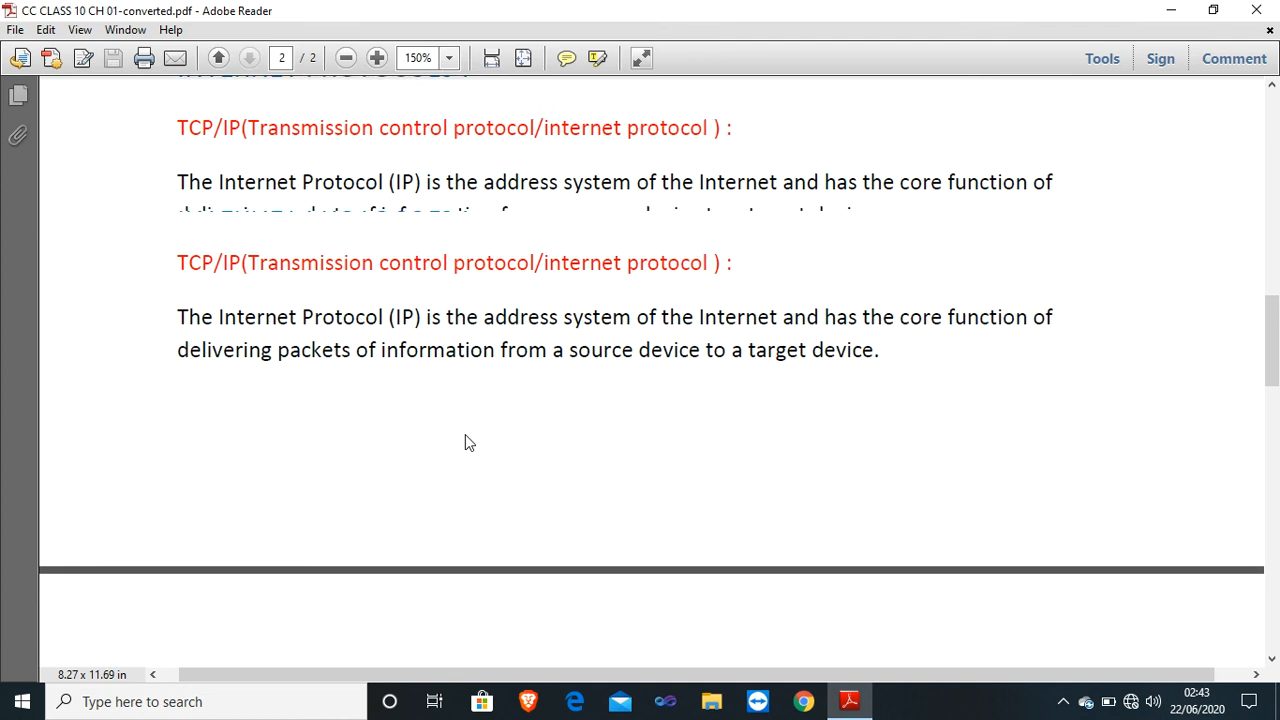 CC CLASS 10 CH 01-converted.pdf - Adobe Reader
File Edit View Window Help
2 / 2 150% Tools Sign Comment
TCP/IP(Transmission control protocol/internet protocol ) :
The Internet Protocol (IP) is the address system of the Internet and has the core function of
TCP/IP(Transmission control protocol/internet protocol ) :
The Internet Protocol (IP) is the address system of the Internet and has the core function of
delivering packets of information from a source device to a target device.
8.27 x 11.69 in
Type here to search
02:43
22/06/2020